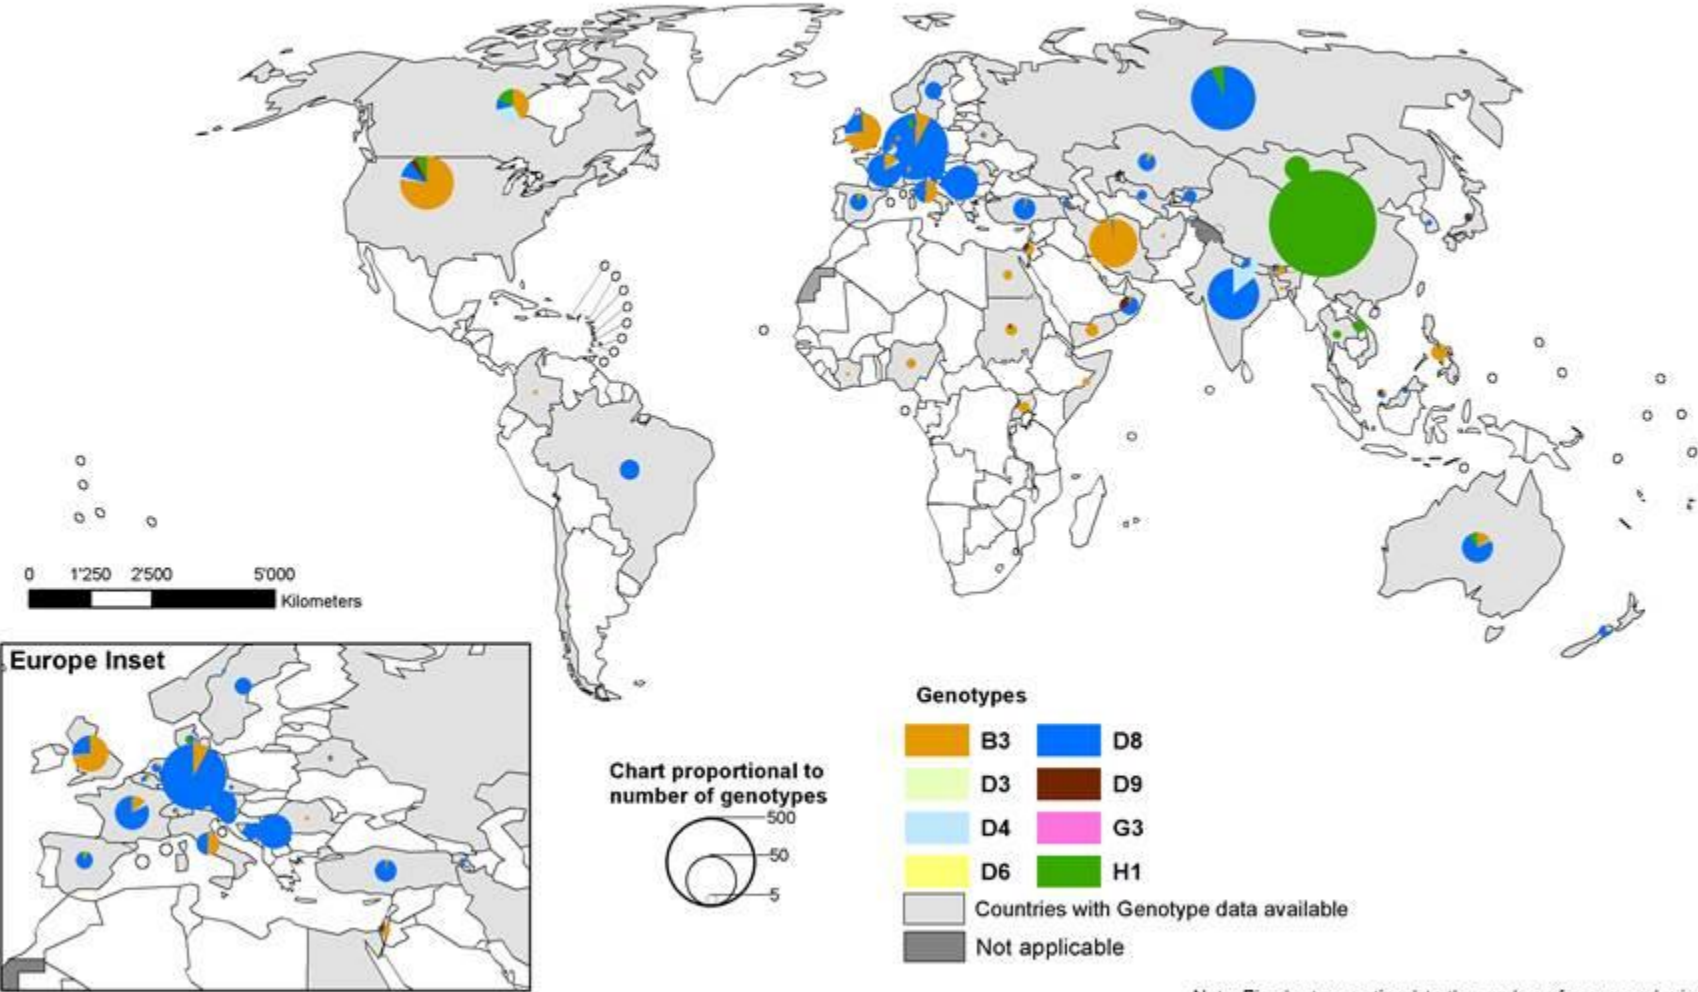 0 1'250 2'500 5'000
Kilometers
Europe Inset
Chart proportional to
number of genotypes
500
50
5
Genotypes
B3 D8
D3 D9
D4 G3
D6 H1
Countries with Genotype data available
Not applicable